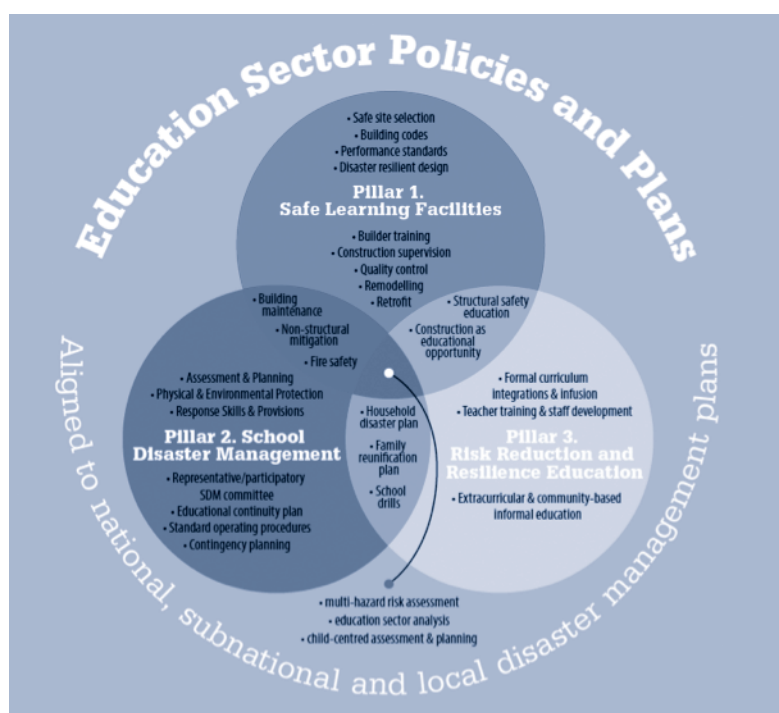 Education Sector Policies and Plans
• Safe site selection
• Building codes
• Performance standards
• Disaster resilient design
Pillar 1.
Safe Learning Facilities
• Builder training
• Construction supervision
• Quality control
• Remodelling
• Retrofit
• Building
maintenance
• Non-structural
mitigation
• Fire safety
• Structural safety
education
• Construction as
educational
opportunity
• Assessment & Planning
• Physical & Environmental Protection
• Response Skills & Provisions
Pillar 2. School
Disaster Management
• Representative/participatory
SDM committee
• Educational continuity plan
• Standard operating procedures
• Contingency planning
• Household
disaster plan
• Family
reunification
plan
• School
drills
• Formal curriculum
integrations & infusion
• Teacher training & staff development
Pillar 3.
Risk Reduction and
Resilience Education
• Extracurricular & community-based
informal education
• multi-hazard risk assessment
• education sector analysis
• child-centred assessment & planning
Aligned to national, subnational and local disaster management plans